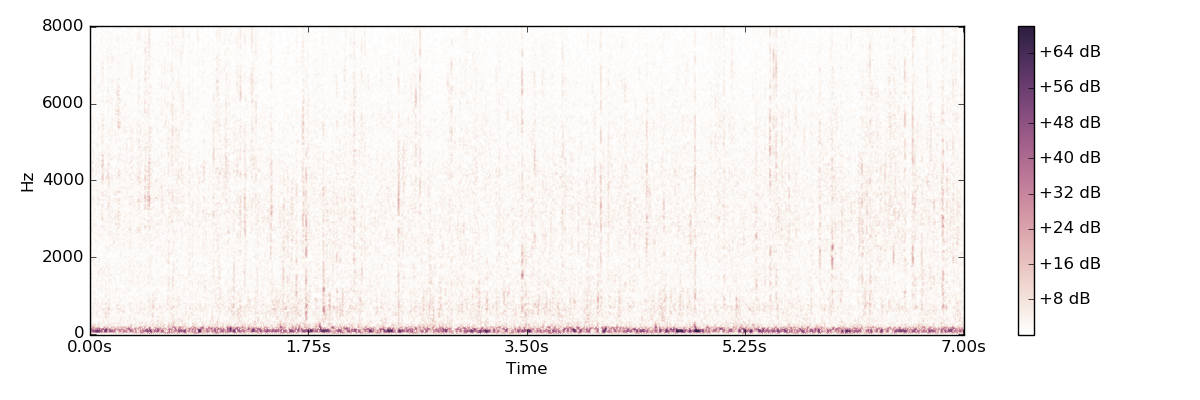 8000
6000
4000
2000
0
Hz
0.00s
1.75s
3.50s
5.25s
7.00s
Time
+64 dB
+56 dB
+48 dB
+40 dB
+32 dB
+24 dB
+16 dB
+8 dB